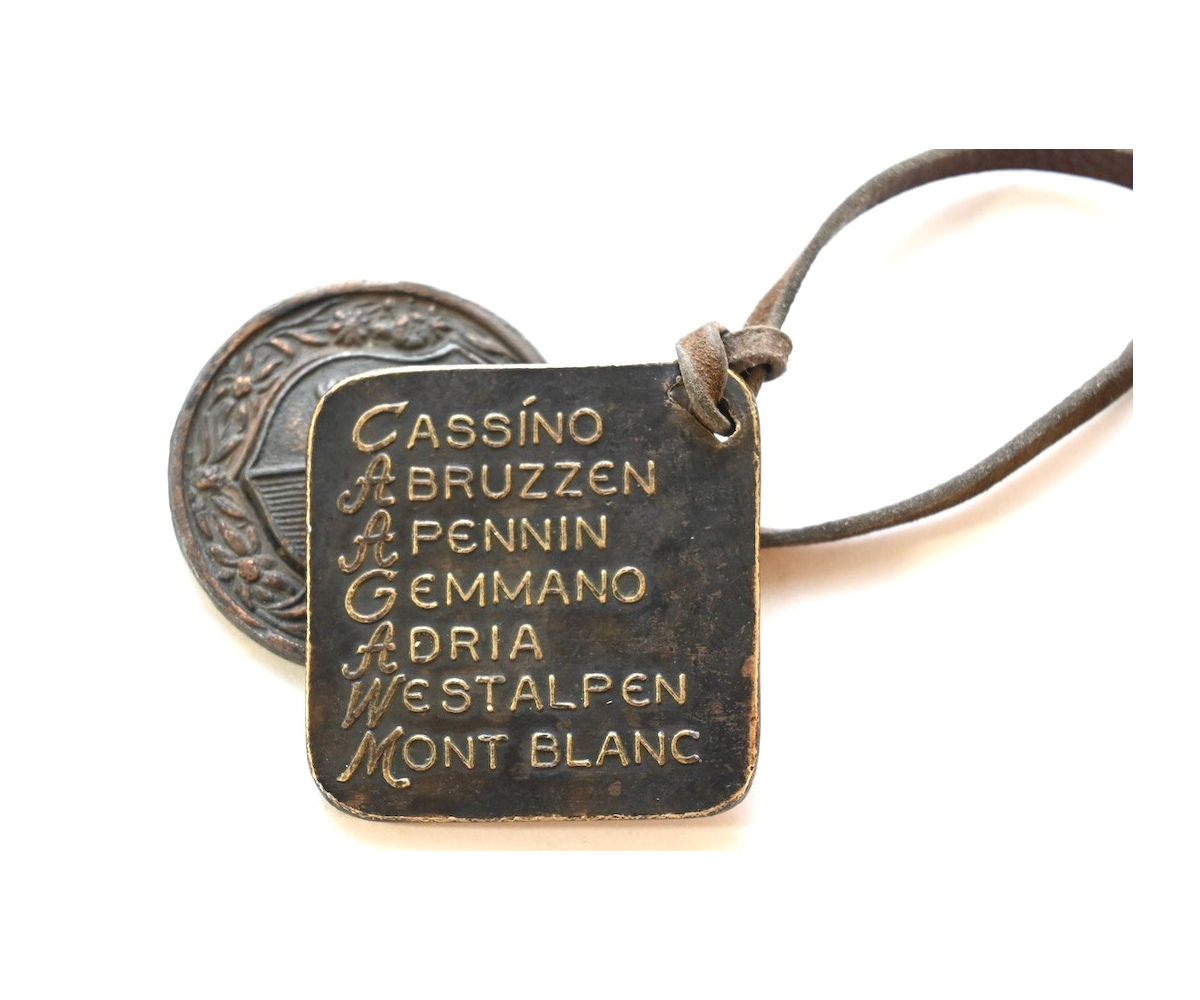 CASSÍNO
ABRUZZEN
APENNIN
GEMMANO
ADRIA
WESTALPEN
MONT BLANC